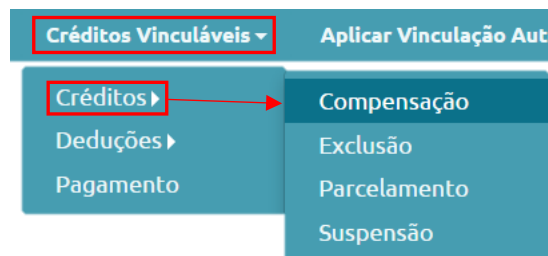 Créditos Vinculáveis Aplicar Vinculação Aut
Créditos
Deduções
Pagamento
Compensação
Exclusão
Parcelamento
Suspensão